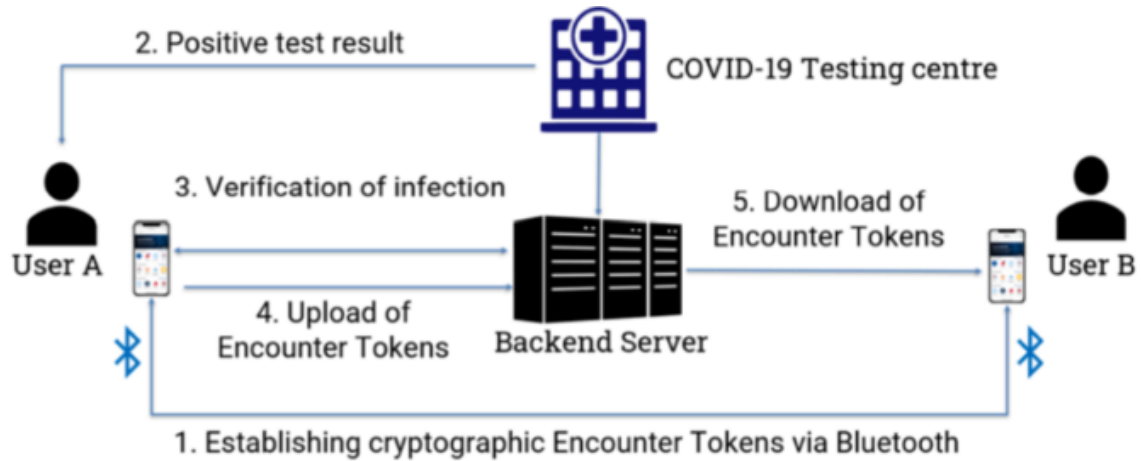 2. Positive test result
COVID-19 Testing centre
3. Verification of infection
5. Download of
Encounter Tokens
User A
User B
4. Upload of
Encounter Tokens
Backend Server
1. Establishing cryptographic Encounter Tokens via Bluetooth